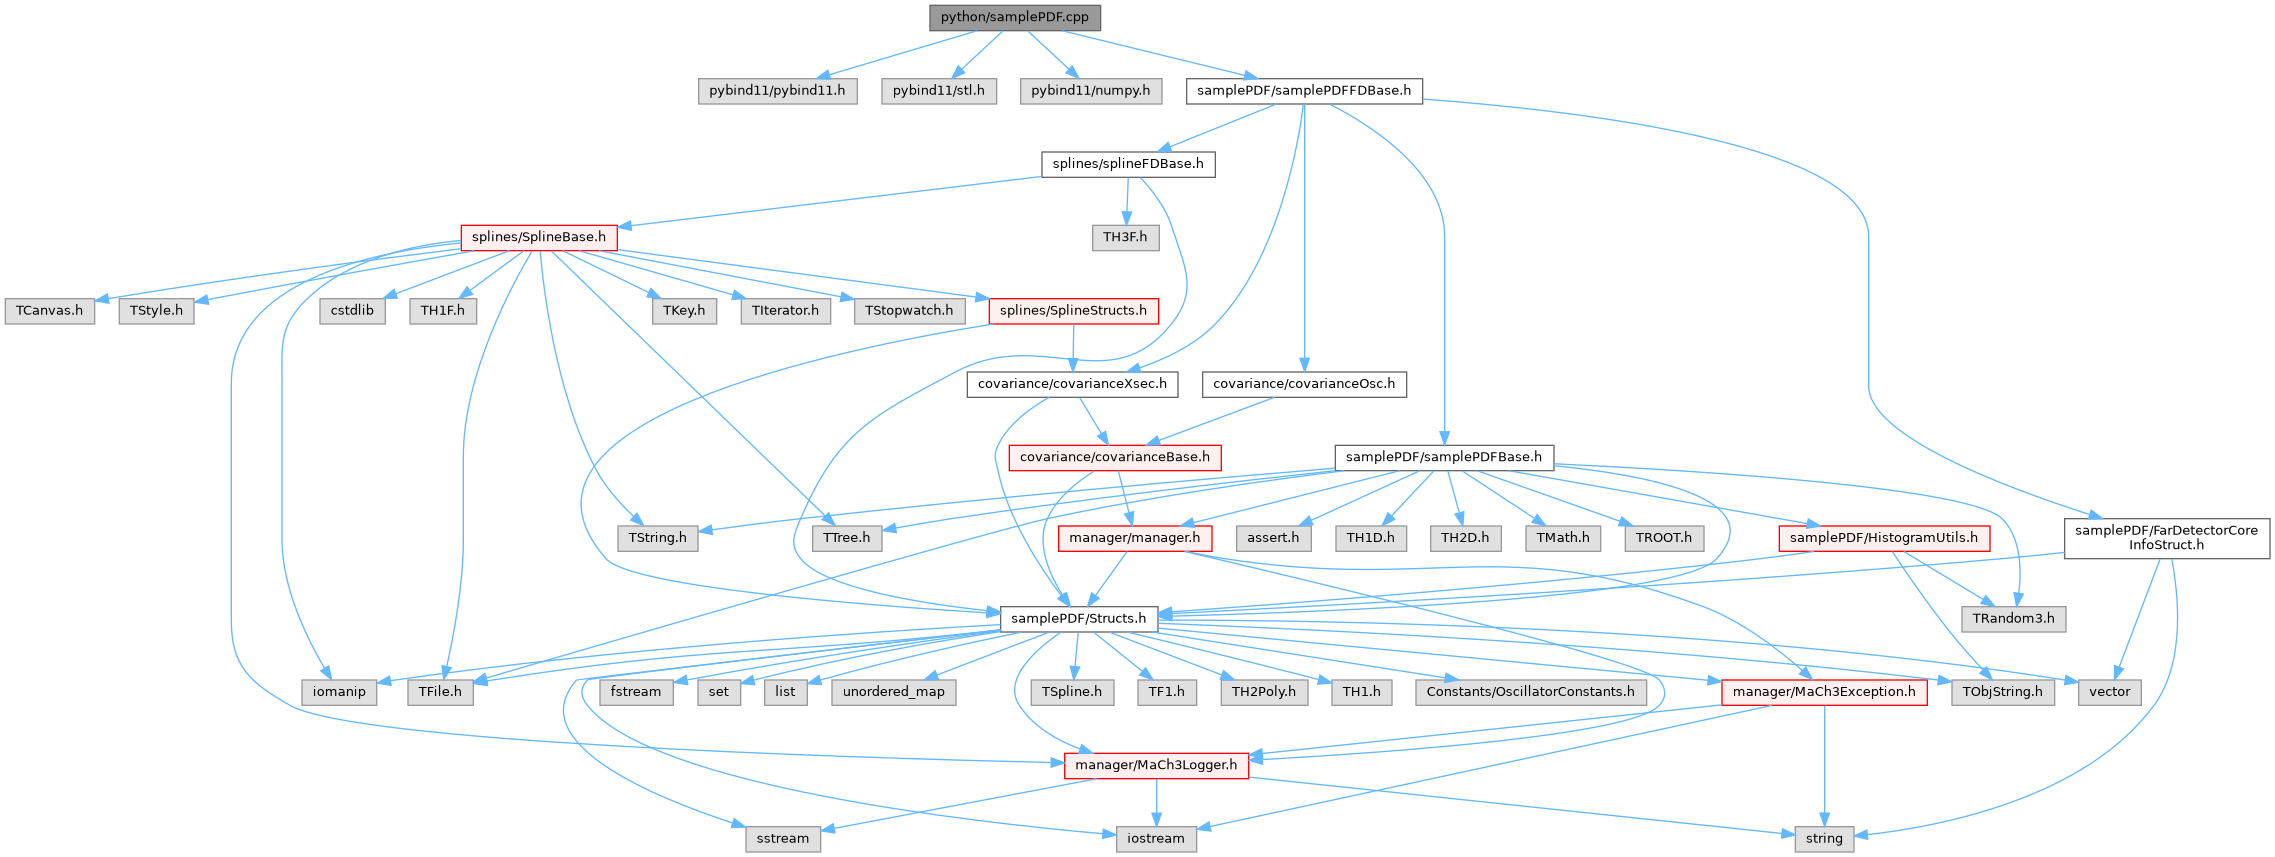 python/samplePDF.cpp
pybind11/pybind11.h
pybind11/stl.h
pybind11/numpy.h
samplePDF/samplePDFFDBase.h
splines/splineFDBase.h
splines/SplineBase.h
TH3F.h
TCanvas.h
TStyle.h
cstdlib
TH1F.h
TKey.h
TIterator.h
TStopwatch.h
splines/SplineStructs.h
covariance/covarianceXsec.h
covariance/covarianceOsc.h
covariance/covarianceBase.h
samplePDF/samplePDFBase.h
TString.h
TTree.h
manager/manager.h
assert.h
TH1D.h
TH2D.h
TMath.h
TROOT.h
samplePDF/HistogramUtils.h
samplePDF/FarDetectorCore
InfoStruct.h
samplePDF/Structs.h
TRandom3.h
iomanip
TFile.h
fstream
set
list
unordered_map
TSpline.h
TF1.h
TH2Poly.h
TH1.h
Constants/OscillatorConstants.h
manager/MaCh3Exception.h
TObjString.h
vector
manager/MaCh3Logger.h
sstream
iostream
string